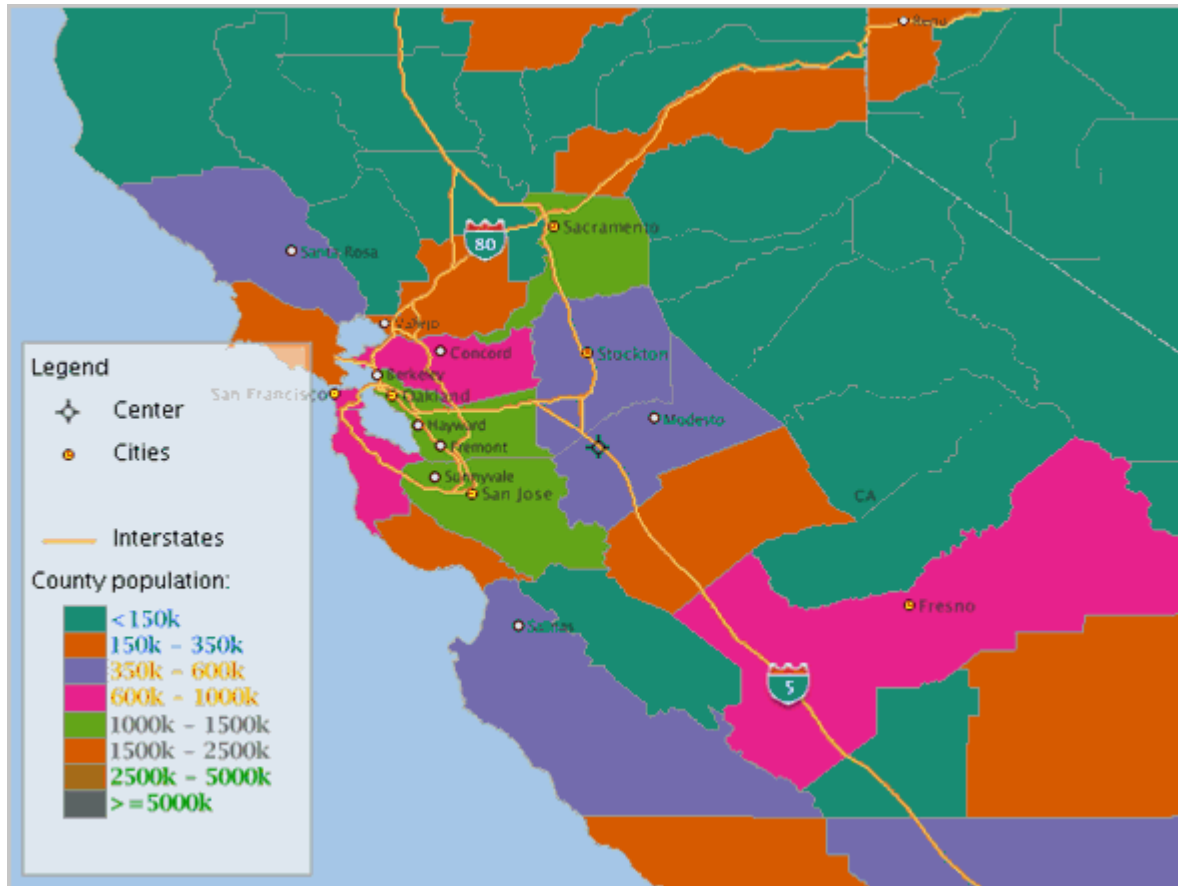 Reno
80
Sacramento
Santa Rosa
Vallejo
Concord
Stockton
Berkeley
San Francisco
Oakland
Hayward
Modesto
Fremont
Sunnyvale
San Jose
CA
Fresno
Salinas
5
Legend
Center
Cities
Interstates
County population:
<150k
150k - 350k
350k - 600k
600k - 1000k
1000k - 1500k
1500k - 2500k
2500k - 5000k
>=5000k